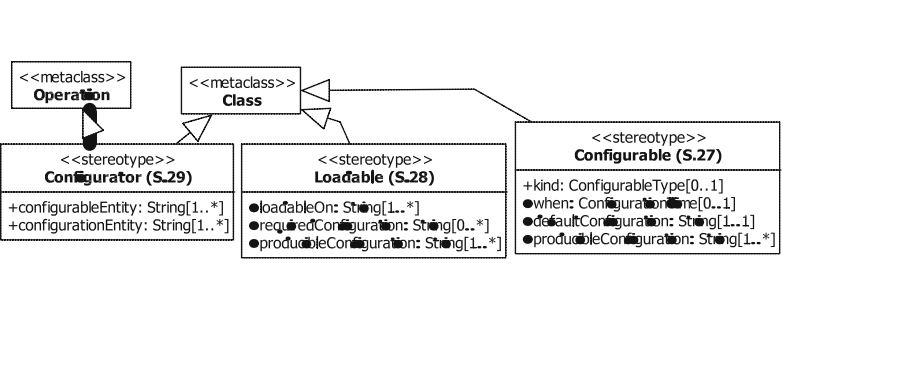 <<metaclass>>
Operation
<<metaclass>>
Class
<<stereotype>>
Configurator (S.29)
+configurableEntity: String[1..*]
+configurationEntity: String[1..*]
<<stereotype>>
Loadable (S.28)
●loadableOn: String[1..*]
●requiredConfiguration: String[0..*]
●producibleConfiguration: String[1..*]
<<stereotype>>
Configurable (S.27)
+kind: ConfigurableType[0..1]
●when: ConfigurationTime[0..1]
●defaultConfiguration: String[1..1]
●producibleConfiguration: String[1..*]